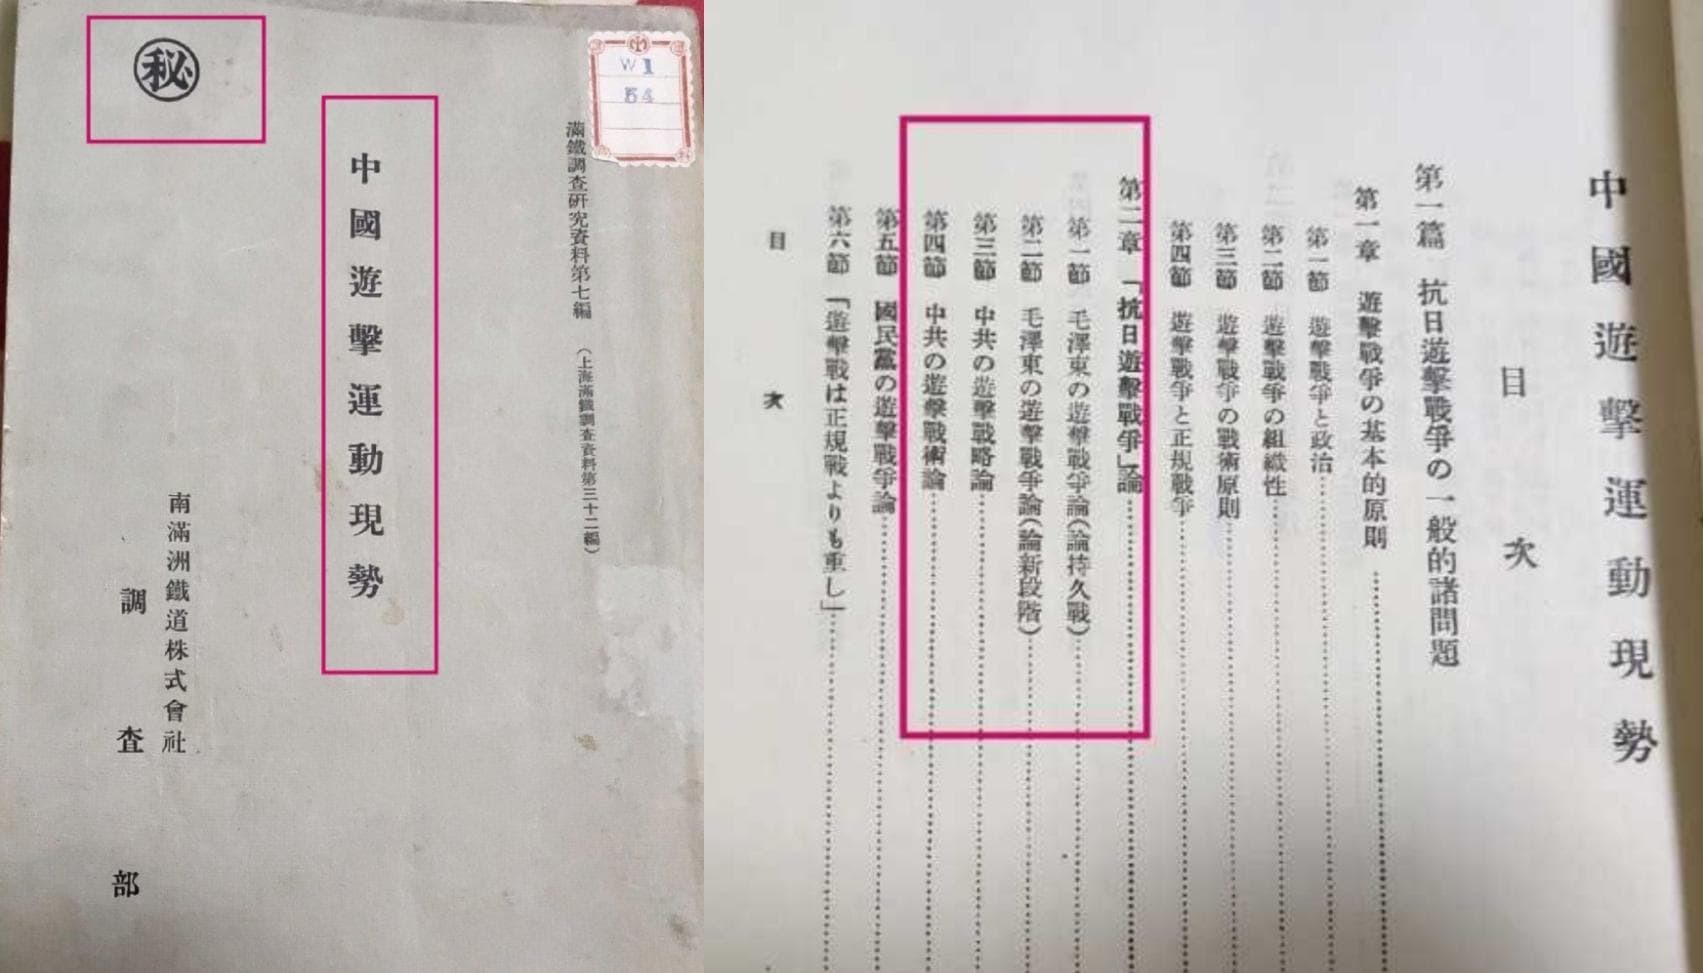 秘
W1
54
滿鐵調査硏究資料第七編 (上海滿鐵調査資料第三十二編)
中國遊擊運動現勢
南滿洲鐵道株式會社
調査部
中國遊擊運動現勢
目次
第一篇 抗日遊擊戰爭の一般的諸問題
第一章 遊擊戰爭の基本的原則
第一節 遊擊戰爭と政治
第二節 遊擊戰爭の組織性
第三節 遊擊戰爭の戰術原則
第四節 遊擊戰爭と正規戰爭
第二章 「抗日遊擊戰爭」論
第一節 毛澤東の遊擊戰爭論(論持久戰)
第二節 毛澤東の遊擊戰爭論(論新段階)
第三節 中共の遊擊戰略論
第四節 中共の遊擊戰術論
第五節 國民黨の遊擊戰爭論
第六節 「遊擊戰は正規戰よりも重し」
目次